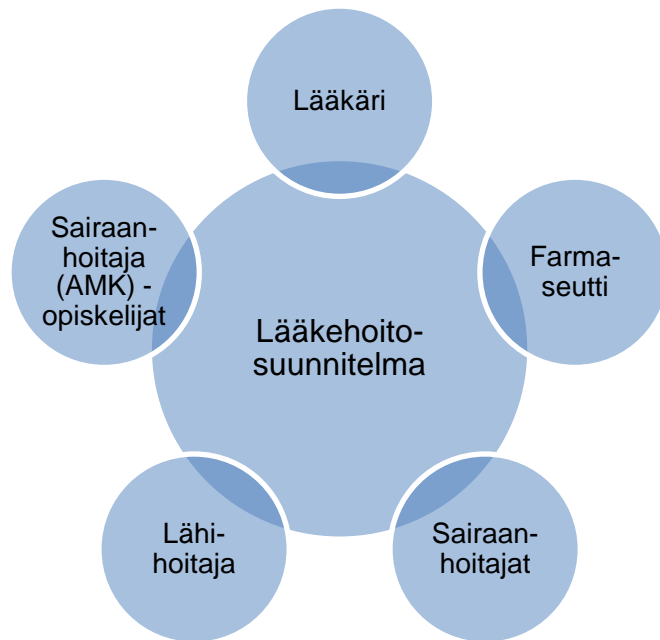 Lääkäri
Sairaan-
hoitaja
(AMK) -
opiskelijat
Farma-
seutti
Lääkehoito-
suunnitelma
Lähi-
hoitaja
Sairaan-
hoitajat